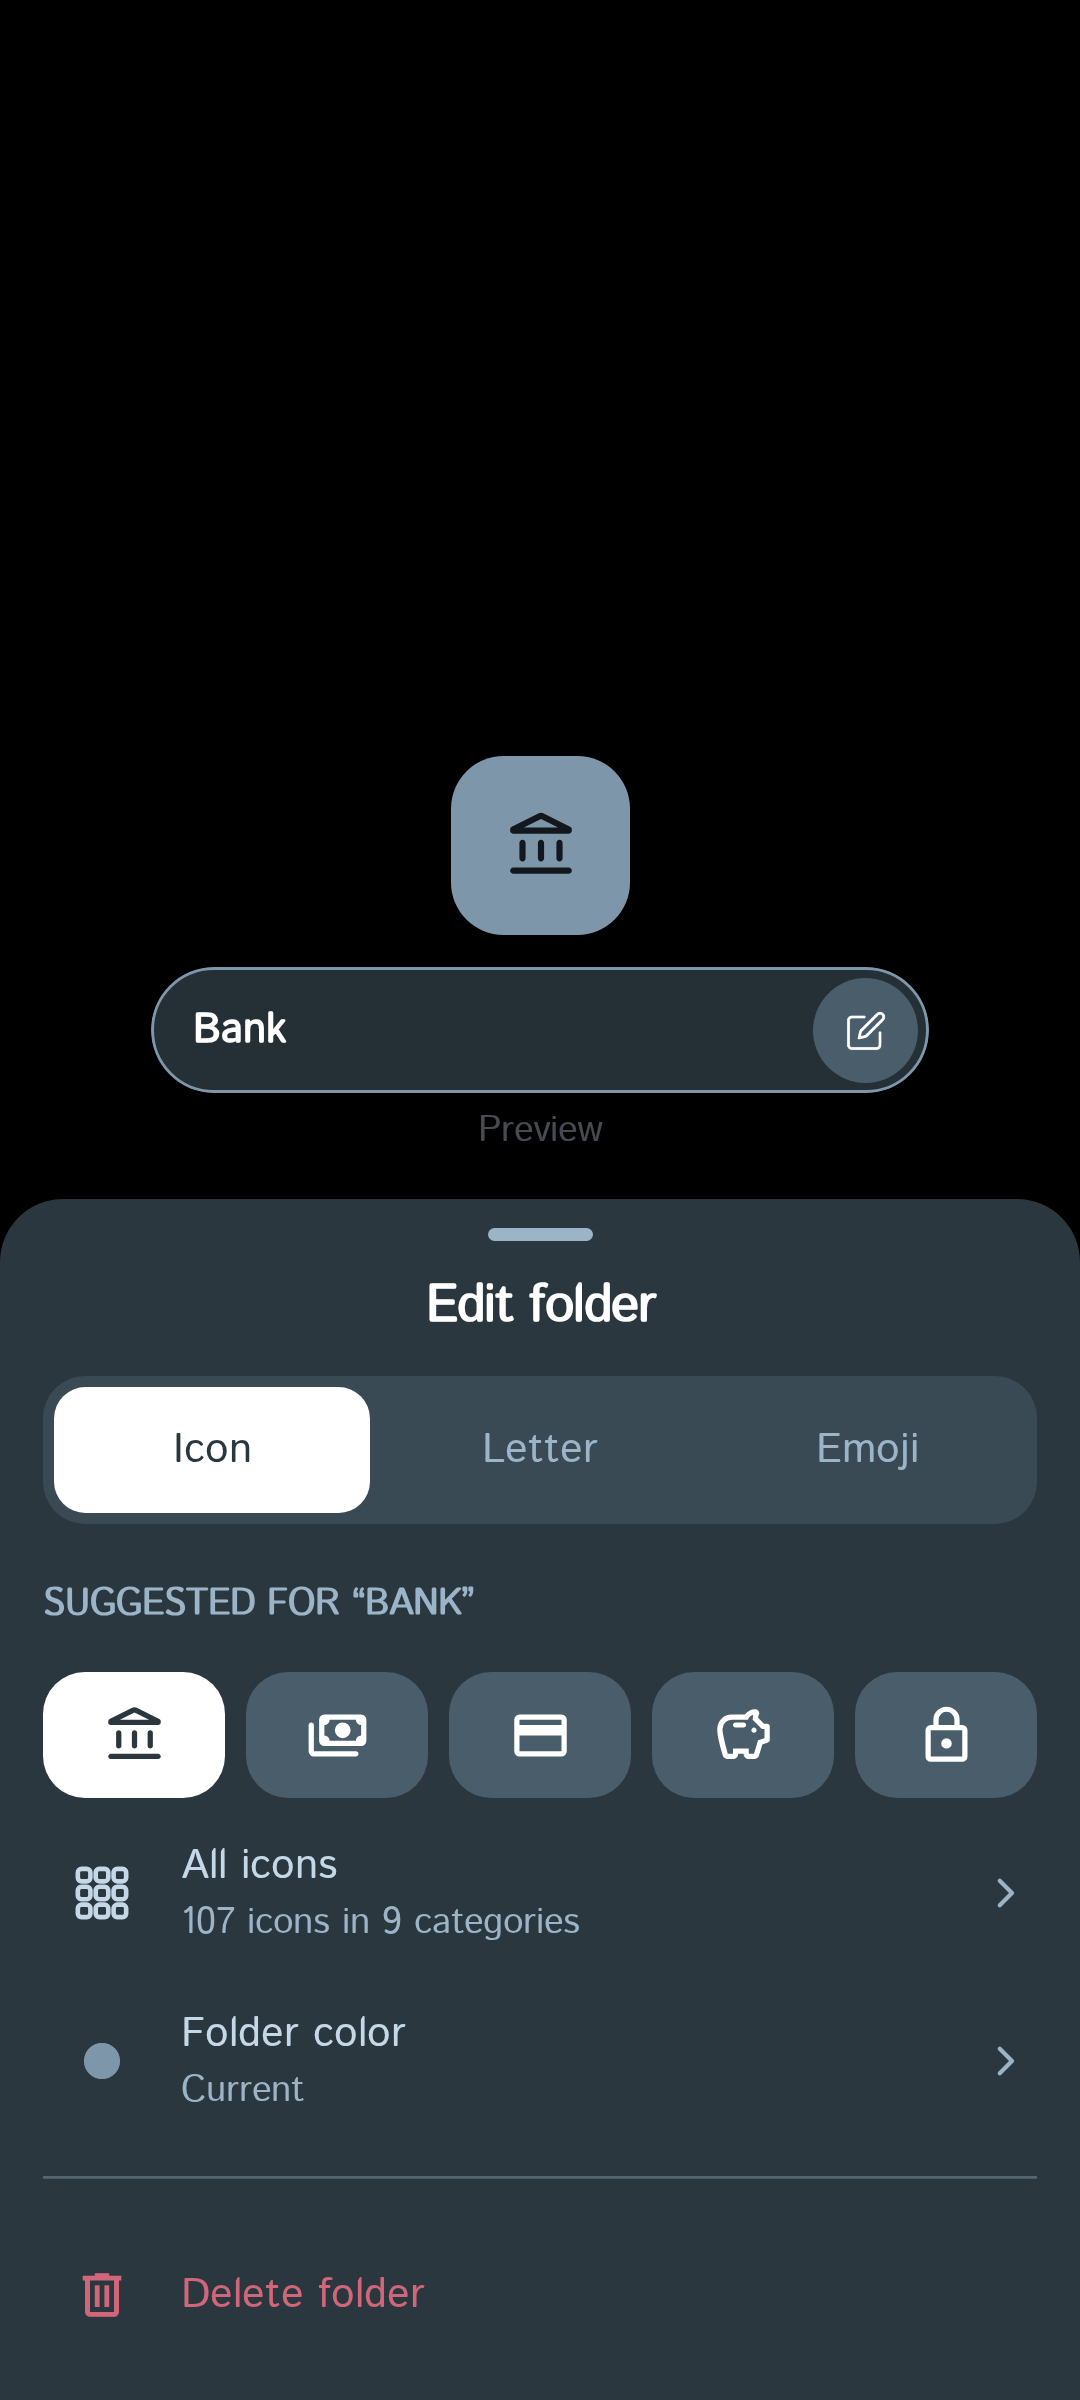 Bank
Preview
Edit folder
Icon
Letter
Emoji
SUGGESTED FOR “BANK”
All icons
107 icons in 9 categories
Folder color
Current
Delete folder